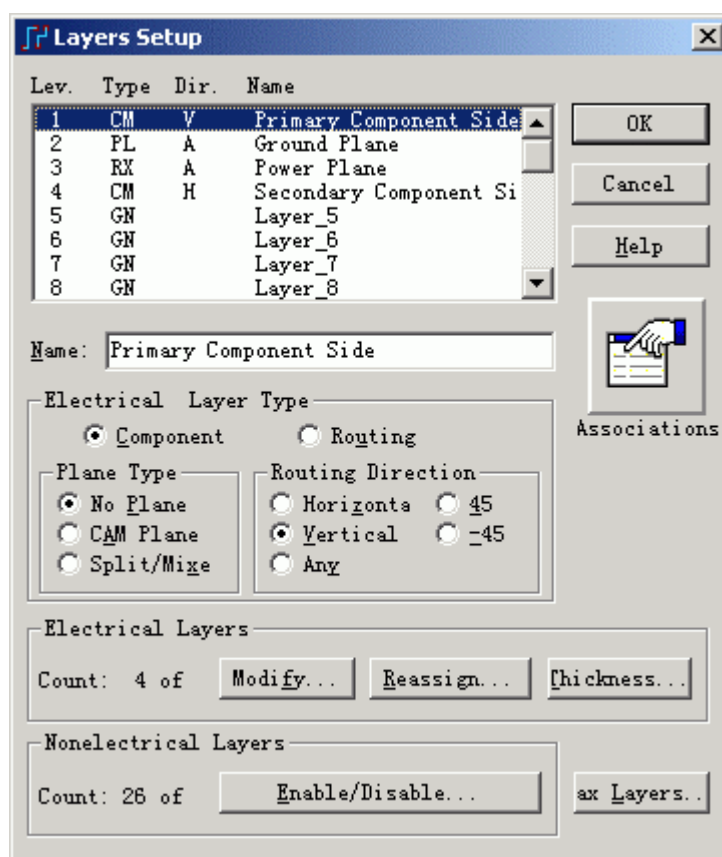 Layers Setup
Lev. Type Dir. Name
1 CM V Primary Component Side
2 PL A Ground Plane
3 RX A Power Plane
4 CM H Secondary Component Si
5 GN Layer_5
6 GN Layer_6
7 GN Layer_7
8 GN Layer_8
OK
Cancel
Help
Name: Primary Component Side
Associations
Electrical Layer Type
Component Routing
Plane Type
No Plane
CAM Plane
Split/Mixe
Routing Direction
Horizonta 45
Vertical -45
Any
Electrical Layers
Count: 4 of Modify... Reassign... Thickness...
Nonelectrical Layers
Count: 26 of Enable/Disable... ax Layers..